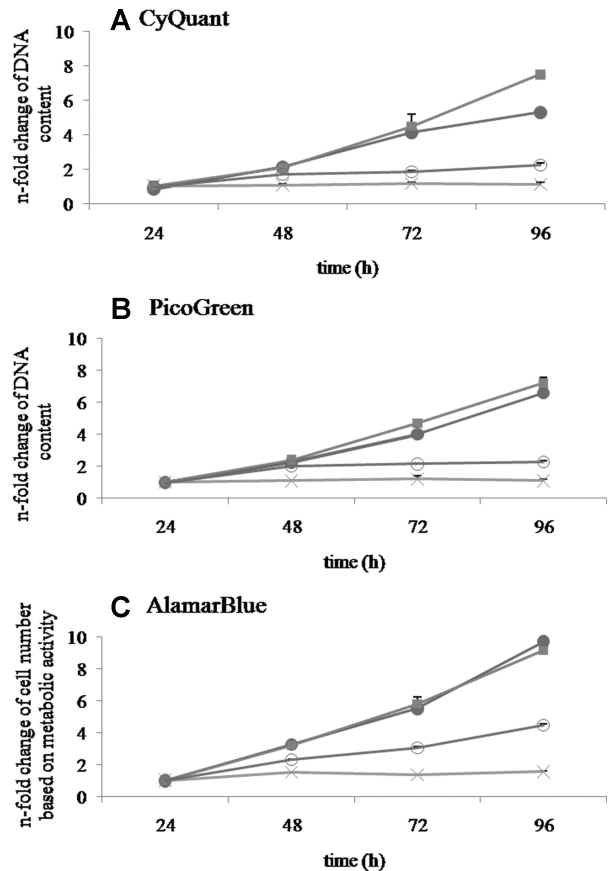 A CyQuant
n-fold change of DNA
content
10
8
6
4
2
0
24 48 72 96
time (h)
B PicoGreen
n-fold change of DNA
content
10
8
6
4
2
0
24 48 72 96
time (h)
C AlamarBlue
n-fold change of cell number
based on metabolic activity
10
8
6
4
2
0
24 48 72 96
time (h)